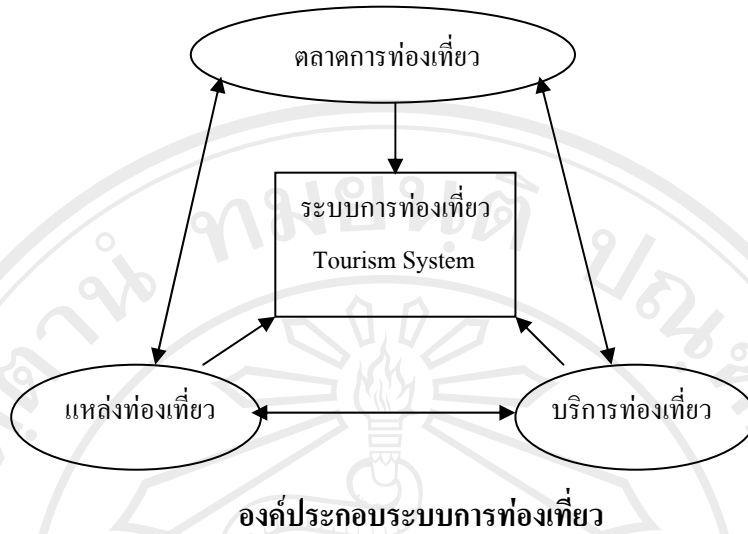 ตลาดการท่องเที่ยว
ระบบการท่องเที่ยว
Tourism System
แหล่งท่องเที่ยว
บริการท่องเที่ยว
องค์ประกอบระบบการท่องเที่ยว